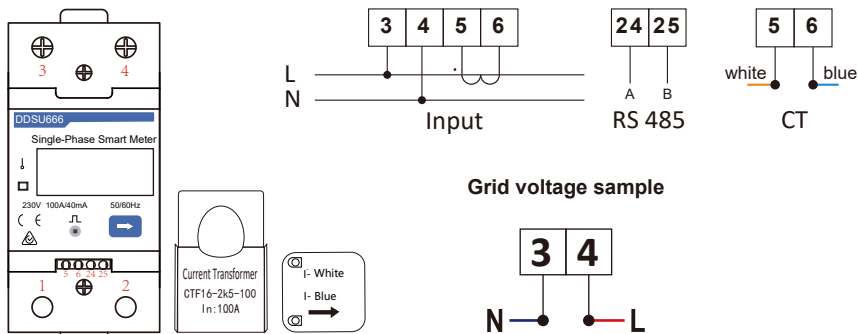 3 4
DDSU666
Single-Phase Smart Meter
230V 100A/40mA 50/60Hz
CE
5 6 24 25
1 2
Current Transformer
CTF16-2k5-100
In:100A
I- White
I- Blue
3 4 5 6
L
N
Input
24 25
A B
RS 485
5 6
white blue
CT
Grid voltage sample
3 4
N L